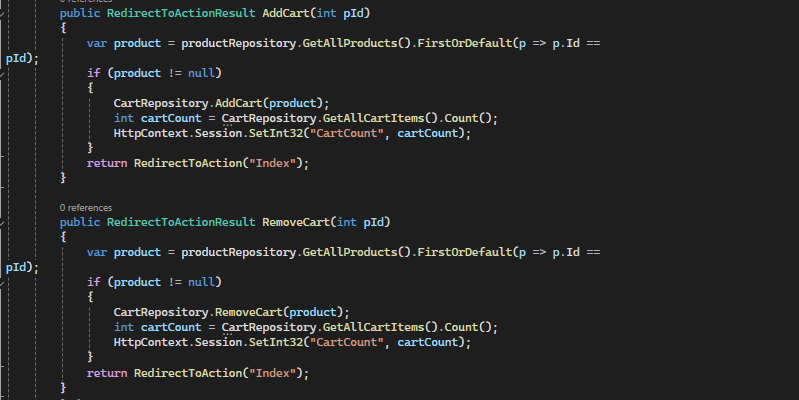 0 references
public RedirectToActionResult AddCart(int pId)
{
var product = productRepository.GetAllProducts().FirstOrDefault(p => p.Id ==
pId);
if (product != null)
{
CartRepository.AddCart(product);
int cartCount = CartRepository.GetAllCartItems().Count();
HttpContext.Session.SetInt32("CartCount", cartCount);
}
return RedirectToAction("Index");
}
0 references
public RedirectToActionResult RemoveCart(int pId)
{
var product = productRepository.GetAllProducts().FirstOrDefault(p => p.Id ==
pId);
if (product != null)
{
CartRepository.RemoveCart(product);
int cartCount = CartRepository.GetAllCartItems().Count();
HttpContext.Session.SetInt32("CartCount", cartCount);
}
return RedirectToAction("Index");
}